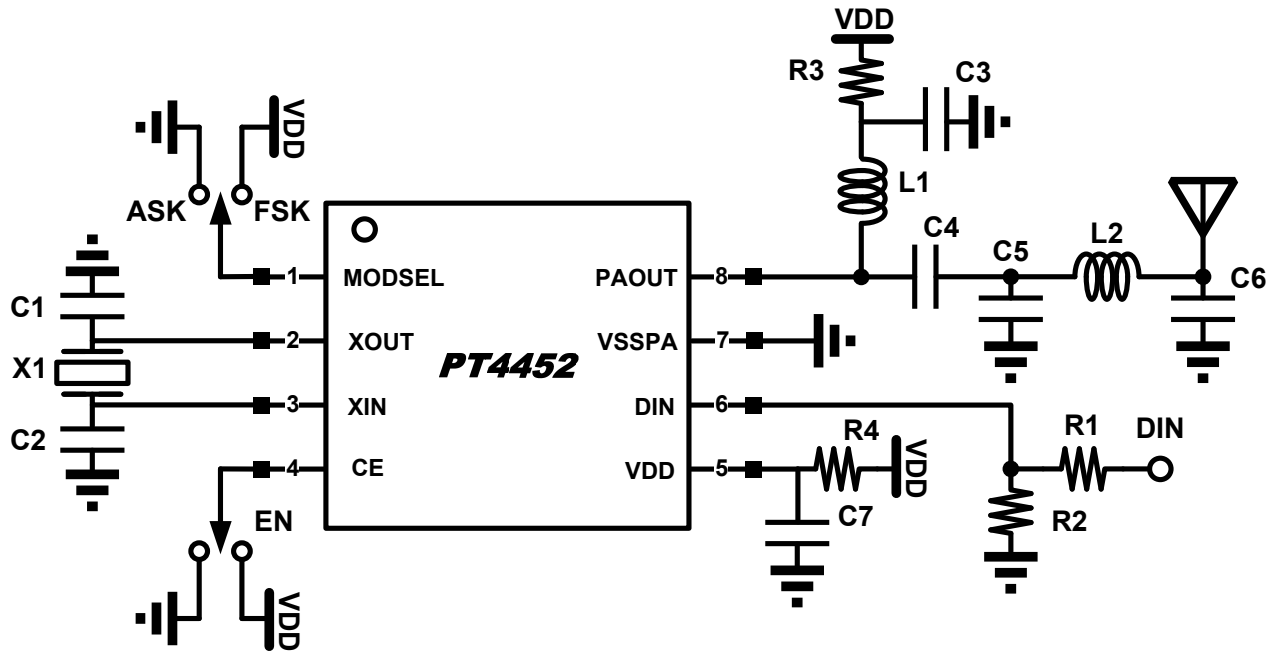 VDD
R3
C3
VDD
L1
ASK
FSK
C4
C5
L2
C6
1
MODSEL
PAOUT
8
C1
2
XOUT
VSSPA
7
X1
PT4452
3
XIN
DIN
6
C2
R4
R1
DIN
4
CE
VDD
5
VDD
EN
C7
R2
VDD